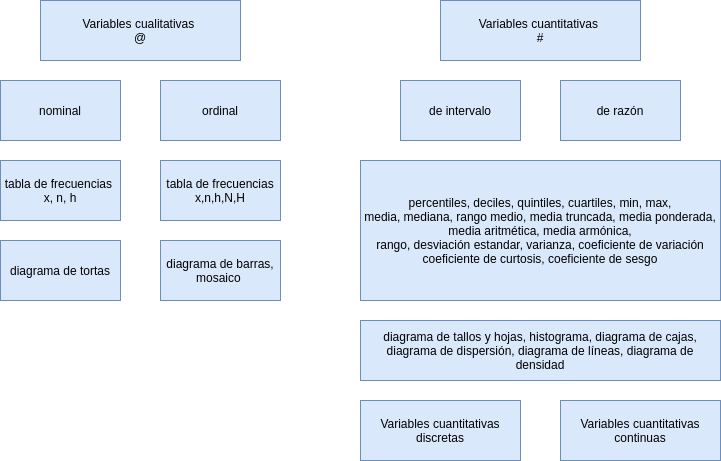 Variables cualitativas
@
Variables cuantitativas
#
nominal
ordinal
de intervalo
de razón
tabla de frecuencias
x, n, h
tabla de frecuencias
x,n,h,N,H
percentiles, deciles, quintiles, cuartiles, min, max,
media, mediana, rango medio, media truncada, media ponderada,
media aritmética, media armónica,
rango, desviación estandar, varianza, coeficiente de variación
coeficiente de curtosis, coeficiente de sesgo
diagrama de tortas
diagrama de barras,
mosaico
diagrama de tallos y hojas, histograma, diagrama de cajas,
diagrama de dispersión, diagrama de líneas, diagrama de
densidad
Variables cuantitativas
discretas
Variables cuantitativas
continuas